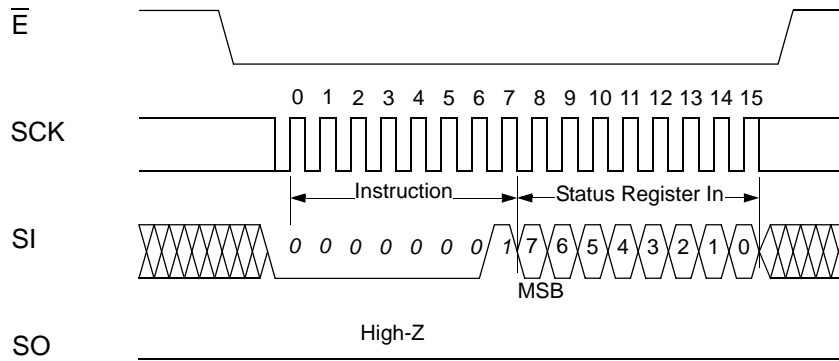 E
0 1 2 3 4 5 6 7 8 9 10 11 12 13 14 15
SCK
Instruction Status Register In
SI 0 0 0 0 0 0 0 1 7 6 5 4 3 2 1 0
MSB
High-Z
SO